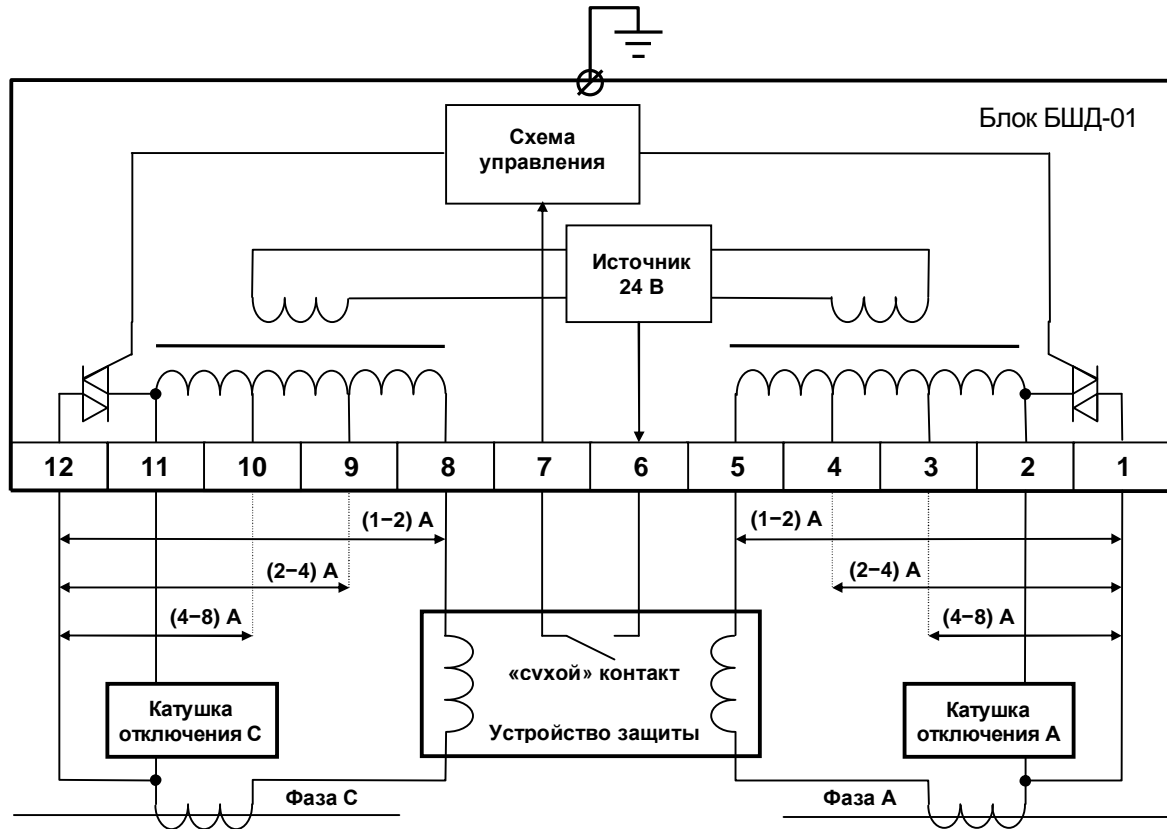 Блок БШД-01
Схема
управления
Источник
24 В
12 11 10 9 8 7 6 5 4 3 2 1
(1−2) А (1−2) А
(2−4) А (2−4) А
(4−8) А (4−8) А
«сухой» контакт
Катушка
отключения С
Устройство защиты
Катушка
отключения А
Фаза С Фаза А